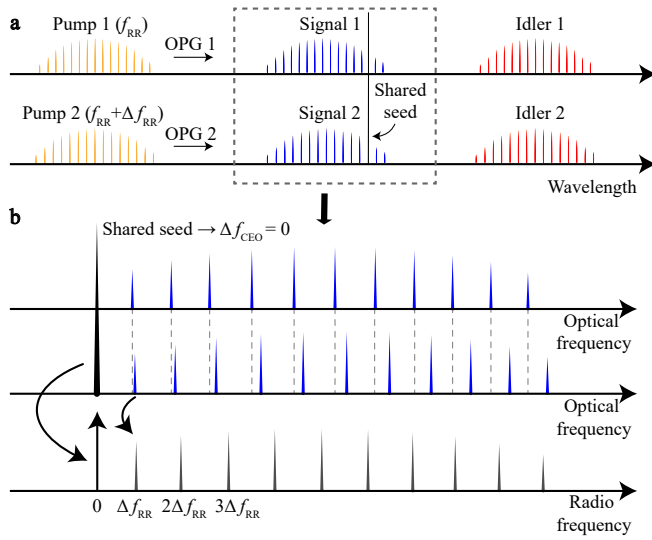 a
Pump 1 (f_RR)
OPG 1
Signal 1
Idler 1
Pump 2 (f_RR+Δf_RR)
OPG 2
Signal 2
Shared
seed
Idler 2
Wavelength
b
Shared seed → Δf_CEO = 0
Optical
frequency
Optical
frequency
0
Δf_RR
2Δf_RR
3Δf_RR
Radio
frequency